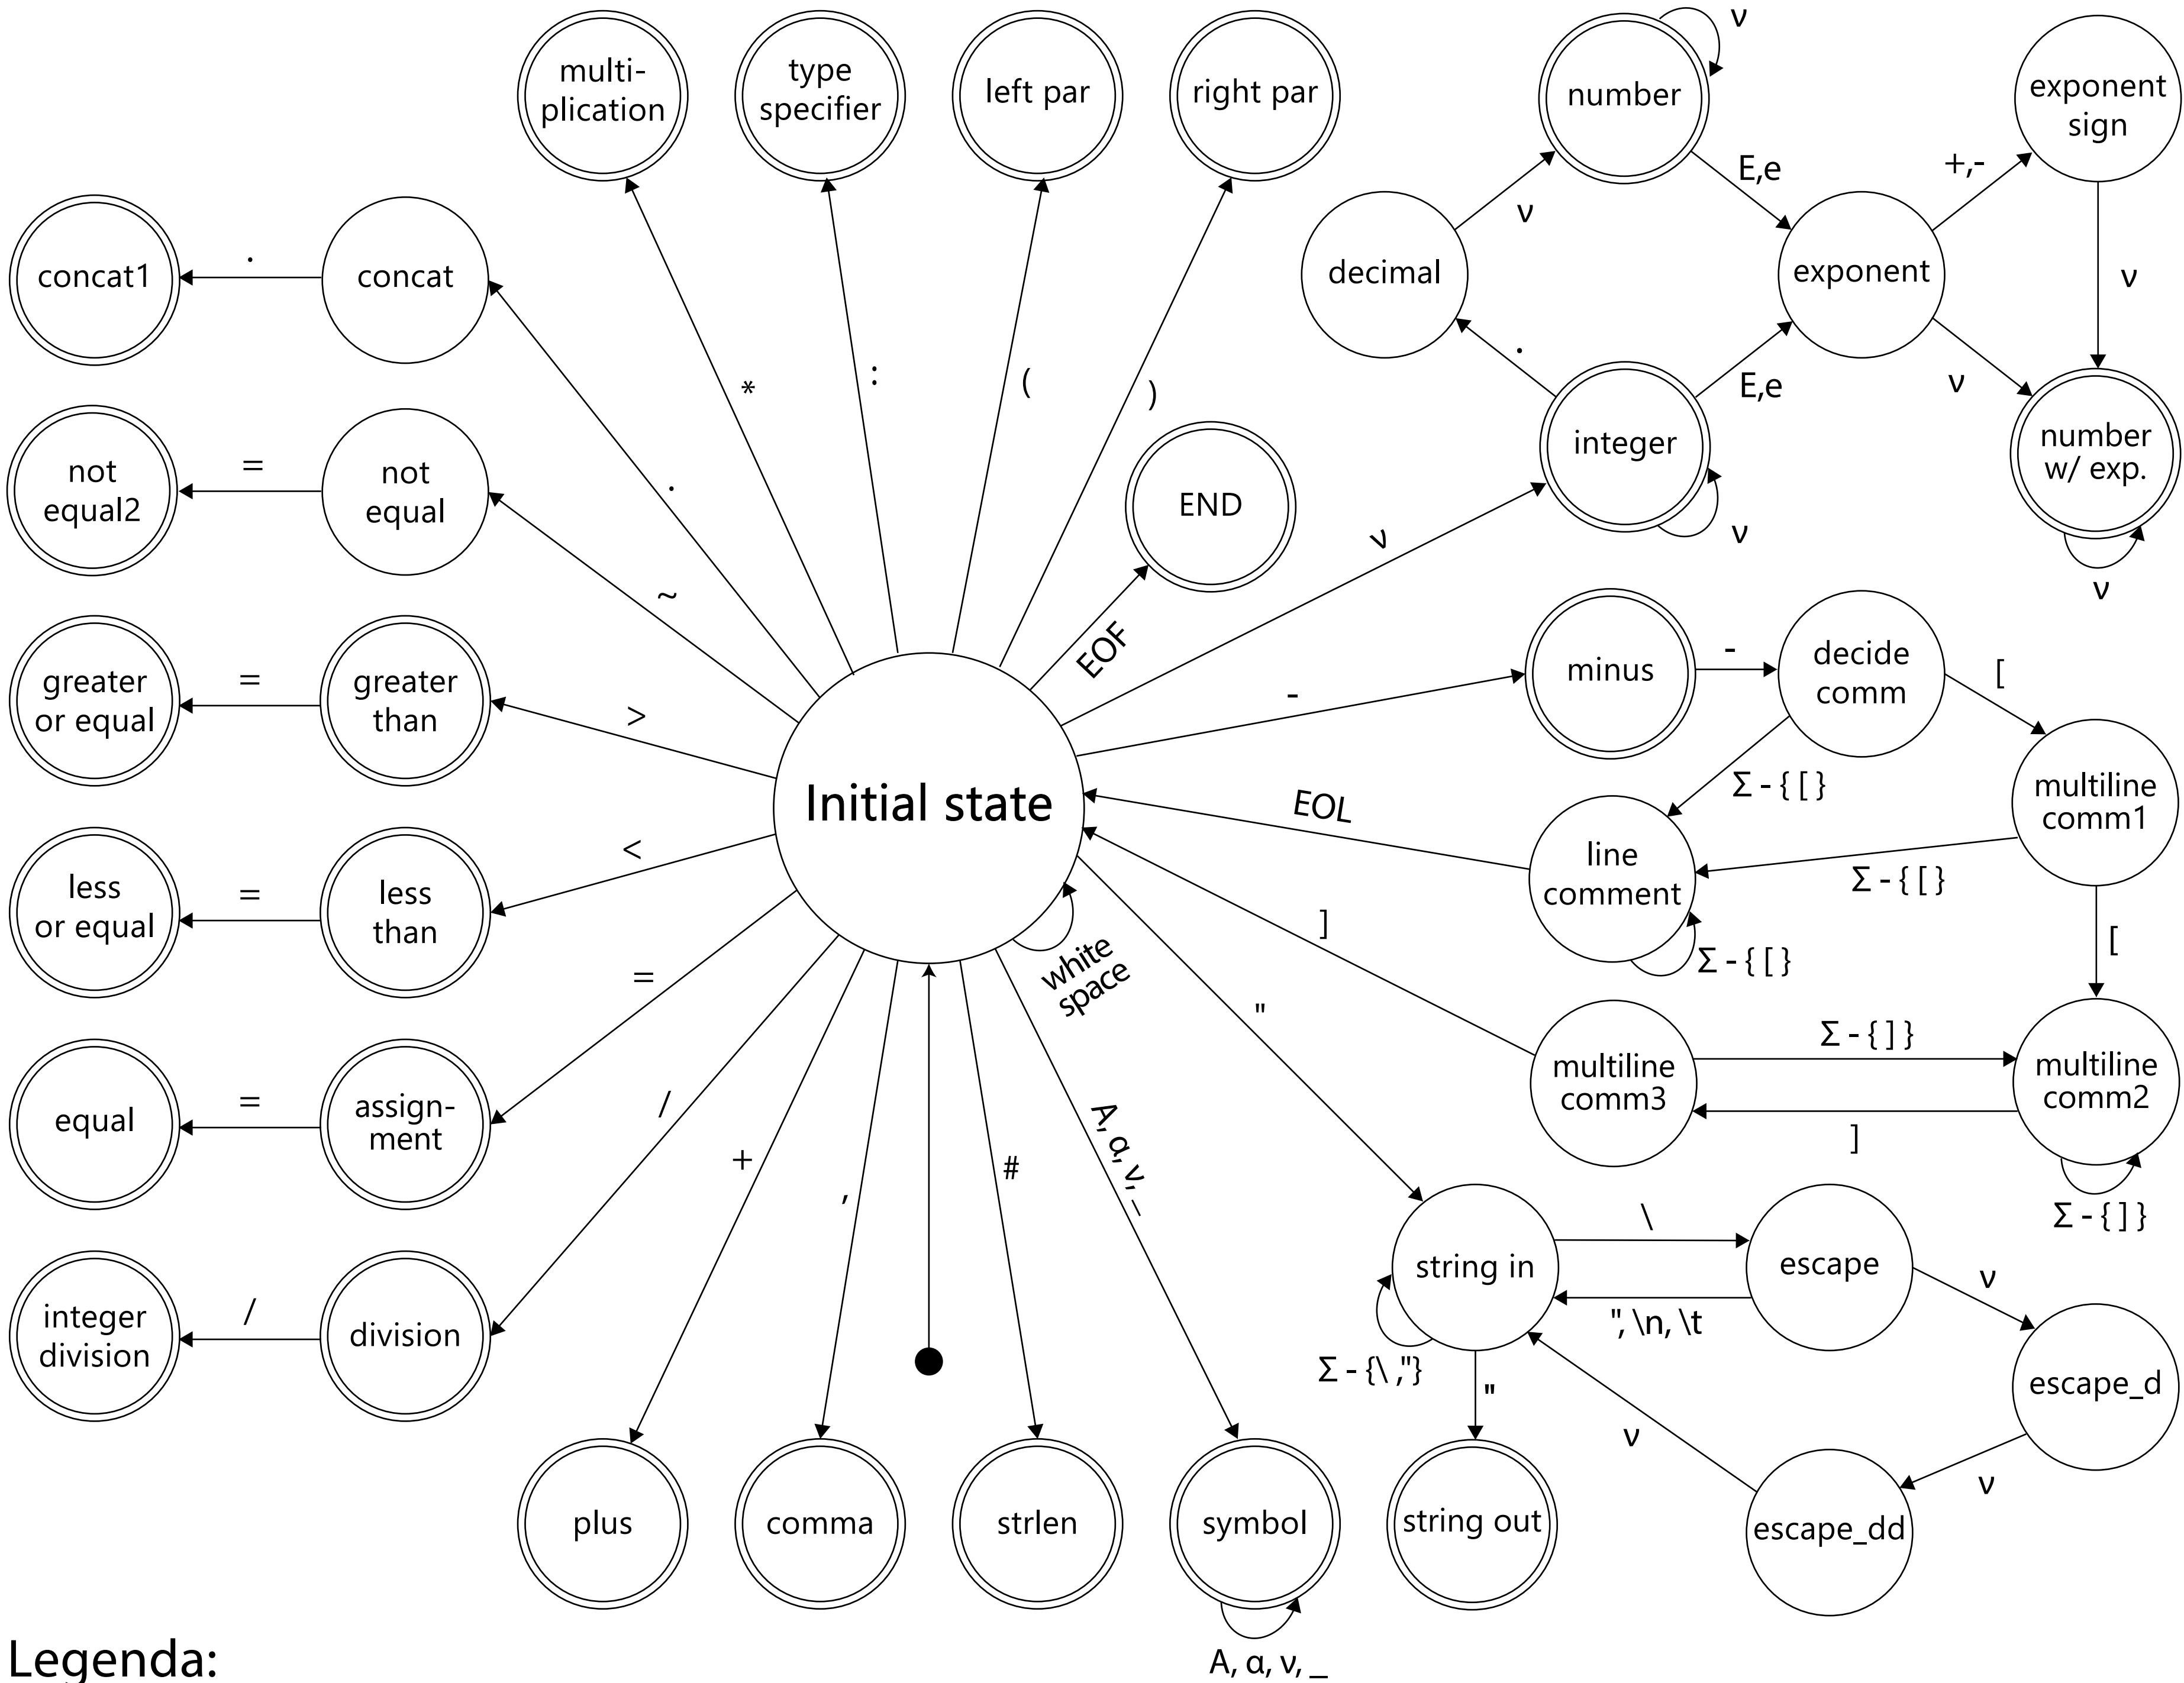 multi-
plication
type
specifier
left par
right par
number
ν
exponent
sign
E,e
+,-
ν
decimal
exponent
concat1
.
concat
.
E,e
ν
ν
*
:
(
)
integer
number
w/ exp.
ν
ν
not
equal2
=
not
equal
.
END
ν
~
EOF
minus
-
decide
comm
[
greater
or equal
=
greater
than
>
-
Σ - { [ }
multiline
comm1
Initial state
EOL
line
comment
Σ - { [ }
Σ - { [ }
[
less
or equal
=
less
than
<
white
space
]
=
"
multiline
comm3
Σ - { ] }
]
multiline
comm2
Σ - { ] }
equal
=
assign-
ment
/
+
,
#
A, α, ν, _
string in
\
", \n, \t
escape
ν
Σ - {\ ,"}
"
escape_d
integer
division
/
division
ν
ν
plus
comma
strlen
symbol
string out
escape_dd
A, α, ν, _
Legenda: